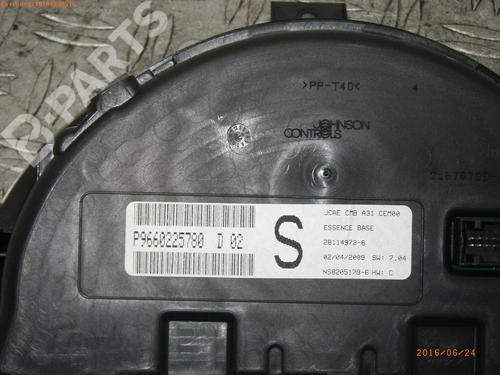 B-PARTS
>PP-T40<
4
JOHNSON
CONTROLS
P9660225780 D 02
S
JCAE CMB A31 CEM00
ESSENCE BASE
28114972-6
02/04/2009 SW: 7.04
NS8205179-6 HW: C
2016/06/24